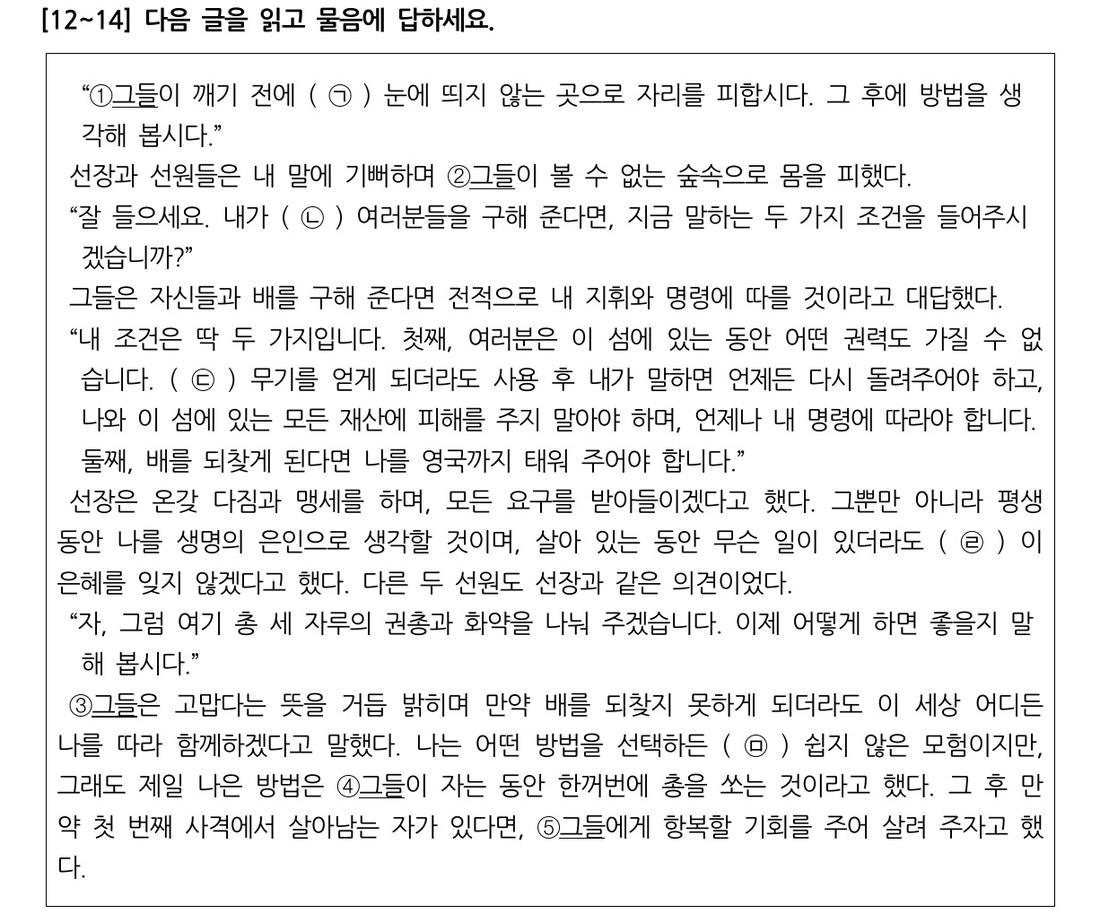 [12~14] 다음 글을 읽고 물음에 답하세요.
“①그들이 깨기 전에 ( ㉠ ) 눈에 띄지 않는 곳으로 자리를 피합시다. 그 후에 방법을 생
각해 봅시다.”
선장과 선원들은 내 말에 기뻐하며 ②그들이 볼 수 없는 숲속으로 몸을 피했다.
“잘 들으세요. 내가 ( ㉡ ) 여러분들을 구해 준다면, 지금 말하는 두 가지 조건을 들어주시
겠습니까?”
그들은 자신들과 배를 구해 준다면 전적으로 내 지휘와 명령에 따를 것이라고 대답했다.
“내 조건은 딱 두 가지입니다. 첫째, 여러분은 이 섬에 있는 동안 어떤 권력도 가질 수 없
습니다. ( ㉢ ) 무기를 얻게 되더라도 사용 후 내가 말하면 언제든 다시 돌려주어야 하고,
나와 이 섬에 있는 모든 재산에 피해를 주지 말아야 하며, 언제나 내 명령에 따라야 합니다.
둘째, 배를 되찾게 된다면 나를 영국까지 태워 주어야 합니다.”
선장은 온갖 다짐과 맹세를 하며, 모든 요구를 받아들이겠다고 했다. 그뿐만 아니라 평생
동안 나를 생명의 은인으로 생각할 것이며, 살아 있는 동안 무슨 일이 있더라도 ( ㉣ ) 이
은혜를 잊지 않겠다고 했다. 다른 두 선원도 선장과 같은 의견이었다.
“자, 그럼 여기 총 세 자루의 권총과 화약을 나눠 주겠습니다. 이제 어떻게 하면 좋을지 말
해 봅시다.”
③그들은 고맙다는 뜻을 거듭 밝히며 만약 배를 되찾지 못하게 되더라도 이 세상 어디든
나를 따라 함께하겠다고 말했다. 나는 어떤 방법을 선택하든 ( ㉤ ) 쉽지 않은 모험이지만,
그래도 제일 나은 방법은 ④그들이 자는 동안 한꺼번에 총을 쏘는 것이라고 했다. 그 후 만
약 첫 번째 사격에서 살아남는 자가 있다면, ⑤그들에게 항복할 기회를 주어 살려 주자고 했
다.